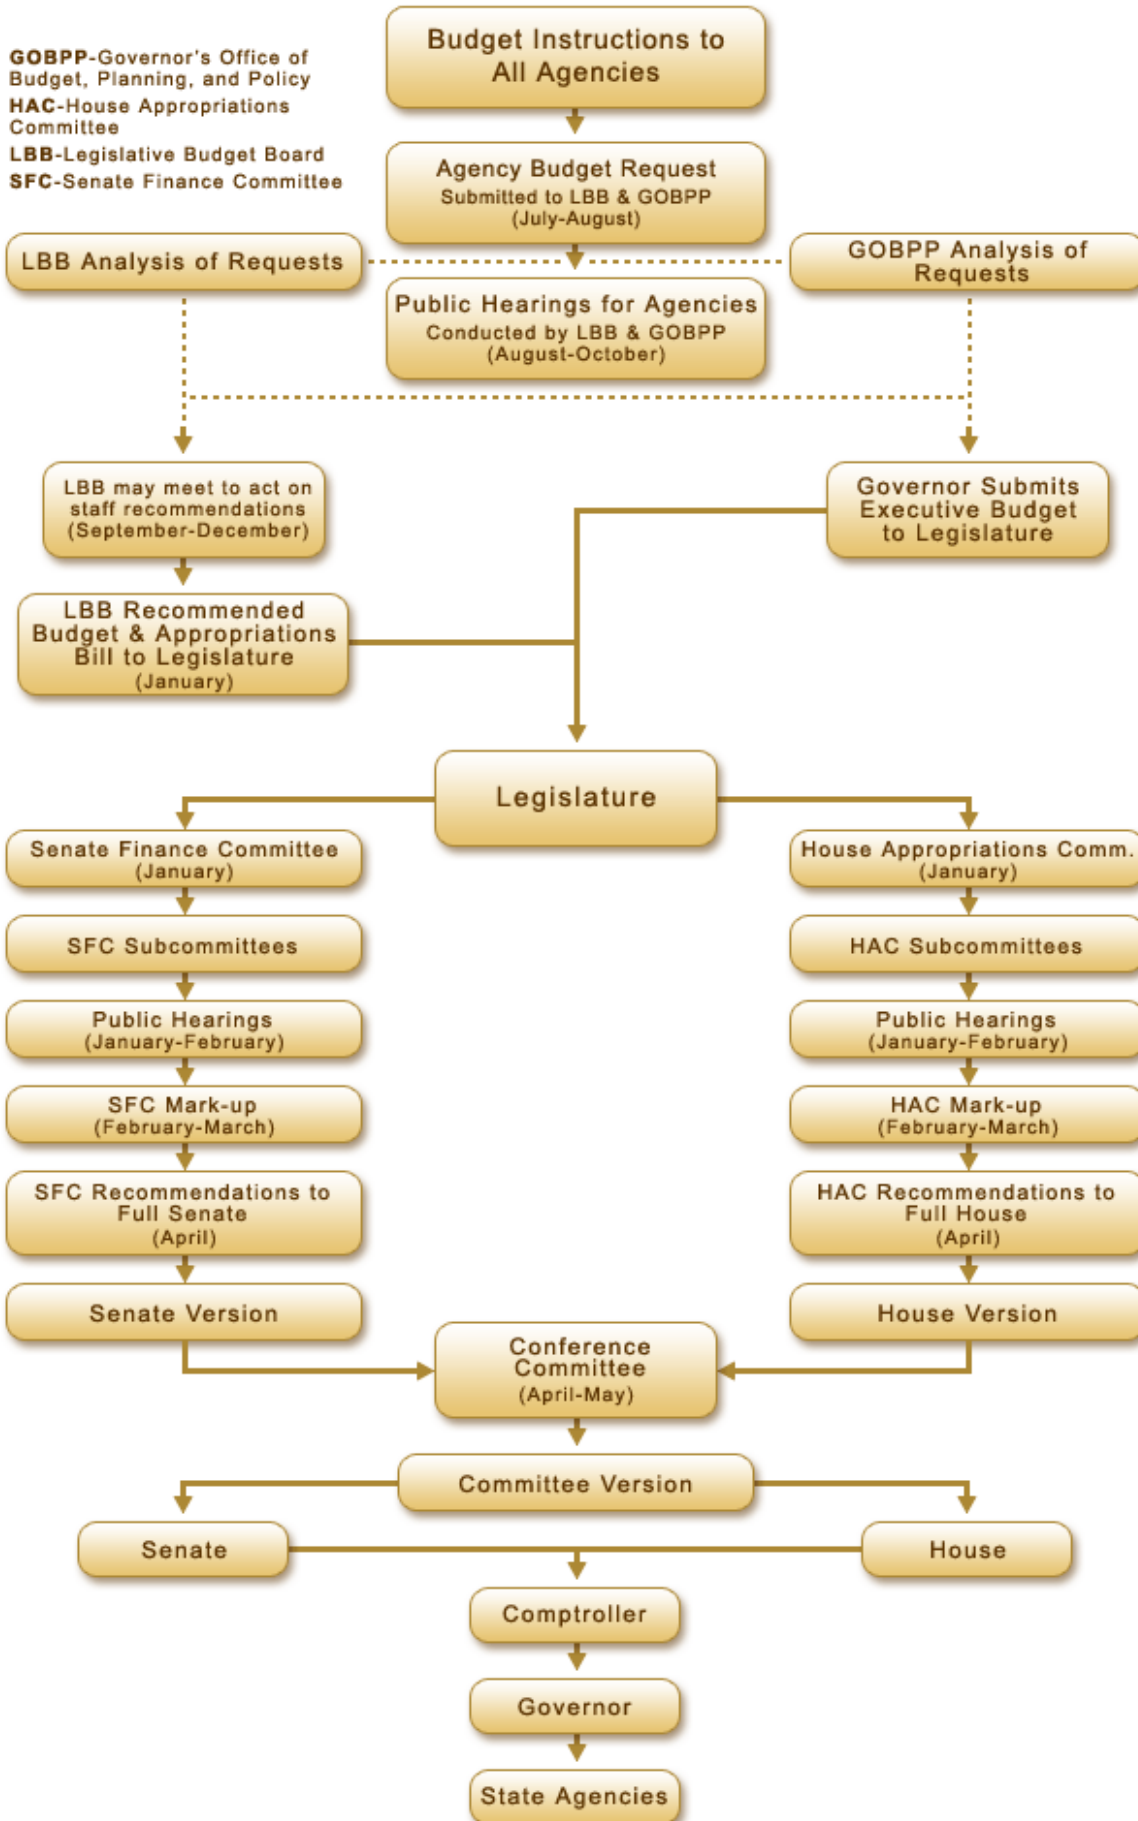 GOBPP-Governor's Office of
Budget, Planning, and Policy
HAC-House Appropriations
Committee
LBB-Legislative Budget Board
SFC-Senate Finance Committee
Budget Instructions to
All Agencies
Agency Budget Request
Submitted to LBB & GOBPP
(July-August)
LBB Analysis of Requests
GOBPP Analysis of
Requests
Public Hearings for Agencies
Conducted by LBB & GOBPP
(August-October)
LBB may meet to act on
staff recommendations
(September-December)
Governor Submits
Executive Budget
to Legislature
LBB Recommended
Budget & Appropriations
Bill to Legislature
(January)
Legislature
Senate Finance Committee
(January)
SFC Subcommittees
Public Hearings
(January-February)
SFC Mark-up
(February-March)
SFC Recommendations to
Full Senate
(April)
Senate Version
House Appropriations Comm.
(January)
HAC Subcommittees
Public Hearings
(January-February)
HAC Mark-up
(February-March)
HAC Recommendations to
Full House
(April)
House Version
Conference
Committee
(April-May)
Committee Version
Senate
House
Comptroller
Governor
State Agencies